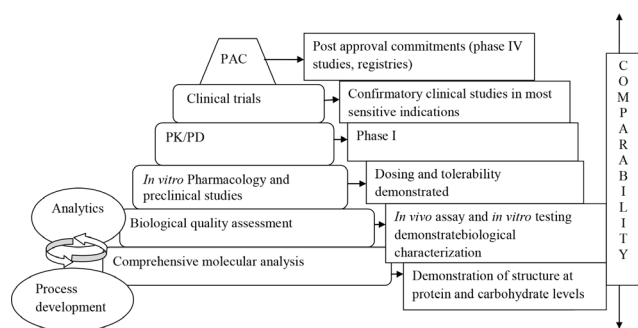 PAC
Post approval commitments (phase IV
studies, registries)
Clinical trials
Confirmatory clinical studies in most
sensitive indications
PK/PD
Phase I
In vitro Pharmacology and
preclinical studies
Dosing and tolerability
demonstrated
Analytics
Biological quality assessment
In vivo assay and in vitro testing
demonstratebiological
characterization
Comprehensive molecular analysis
Demonstration of structure at
protein and carbohydrate levels
Process
development
C
O
M
P
A
R
A
B
I
L
I
T
Y